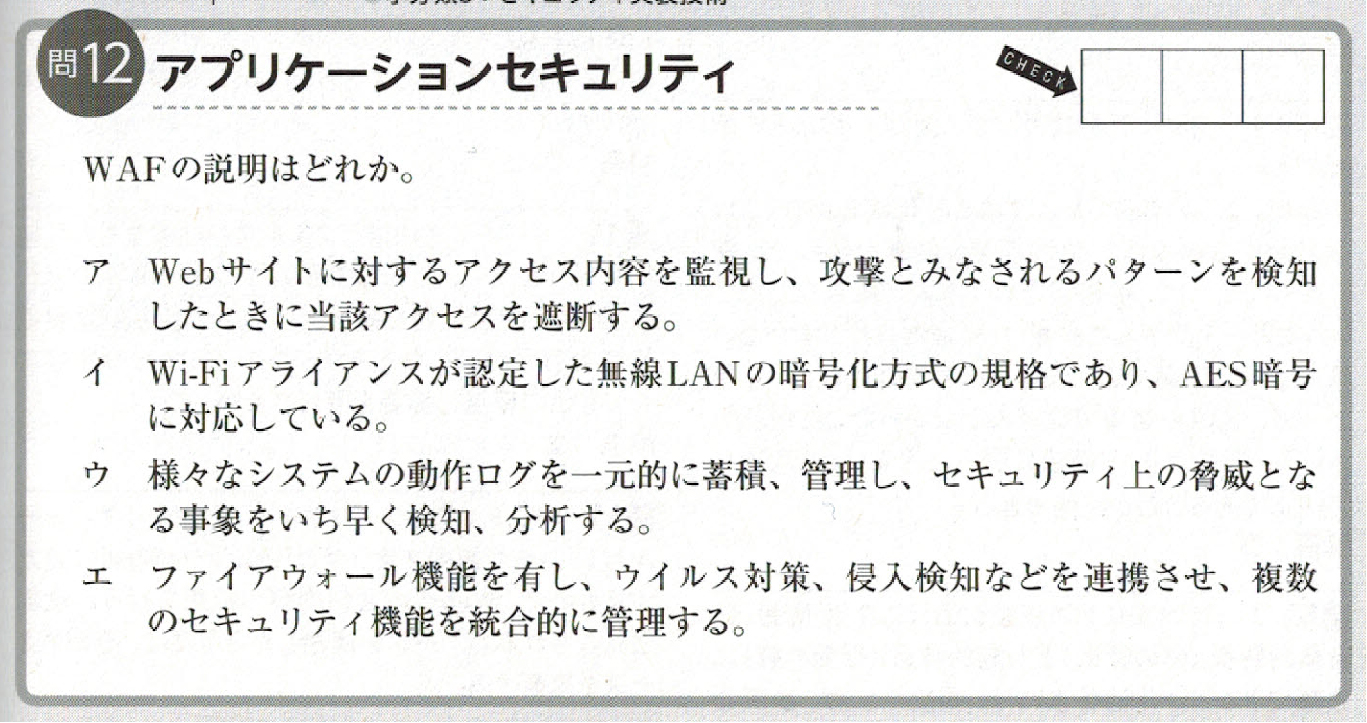 問12 アプリケーションセキュリティ
CHECK
WAFの説明はどれか。
ア Webサイトに対するアクセス内容を監視し、攻撃とみなされるパターンを検知
したときに当該アクセスを遮断する。
イ Wi-Fiアライアンスが認定した無線LANの暗号化方式の規格であり、AES暗号
に対応している。
ウ 様々なシステムの動作ログを一元的に蓄積、管理し、セキュリティ上の脅威とな
る事象をいち早く検知、分析する。
エ ファイアウォール機能を有し、ウイルス対策、侵入検知などを連携させ、複数
のセキュリティ機能を統合的に管理する。